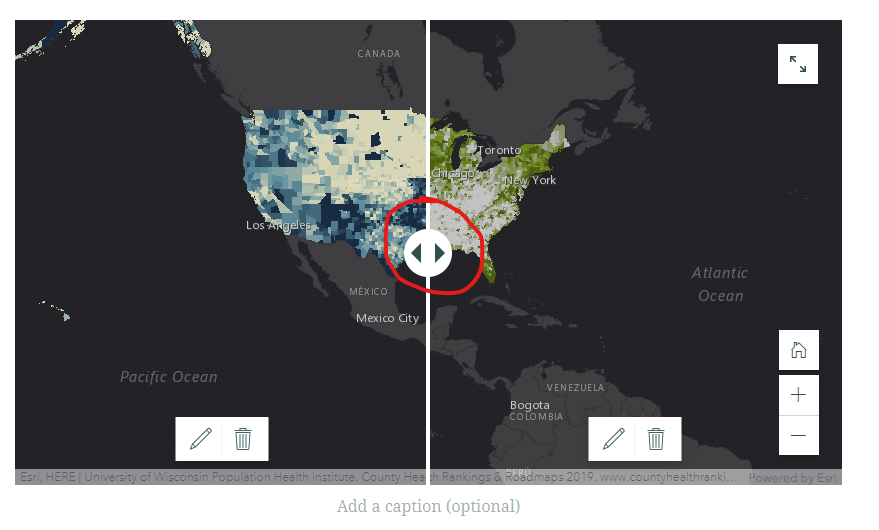 CANADA
Toronto
Chicago
New York
Los Angeles
Atlantic
Ocean
MÉXICO
Mexico City
Pacific Ocean
VENEZUELA
Bogota
COLOMBIA
PERÚ
Esri, HERE | University of Wisconsin Population Health Institute. County Health Rankings & Roadmaps 2019. www.countyhealthranki...
Powered by Esri
Add a caption (optional)